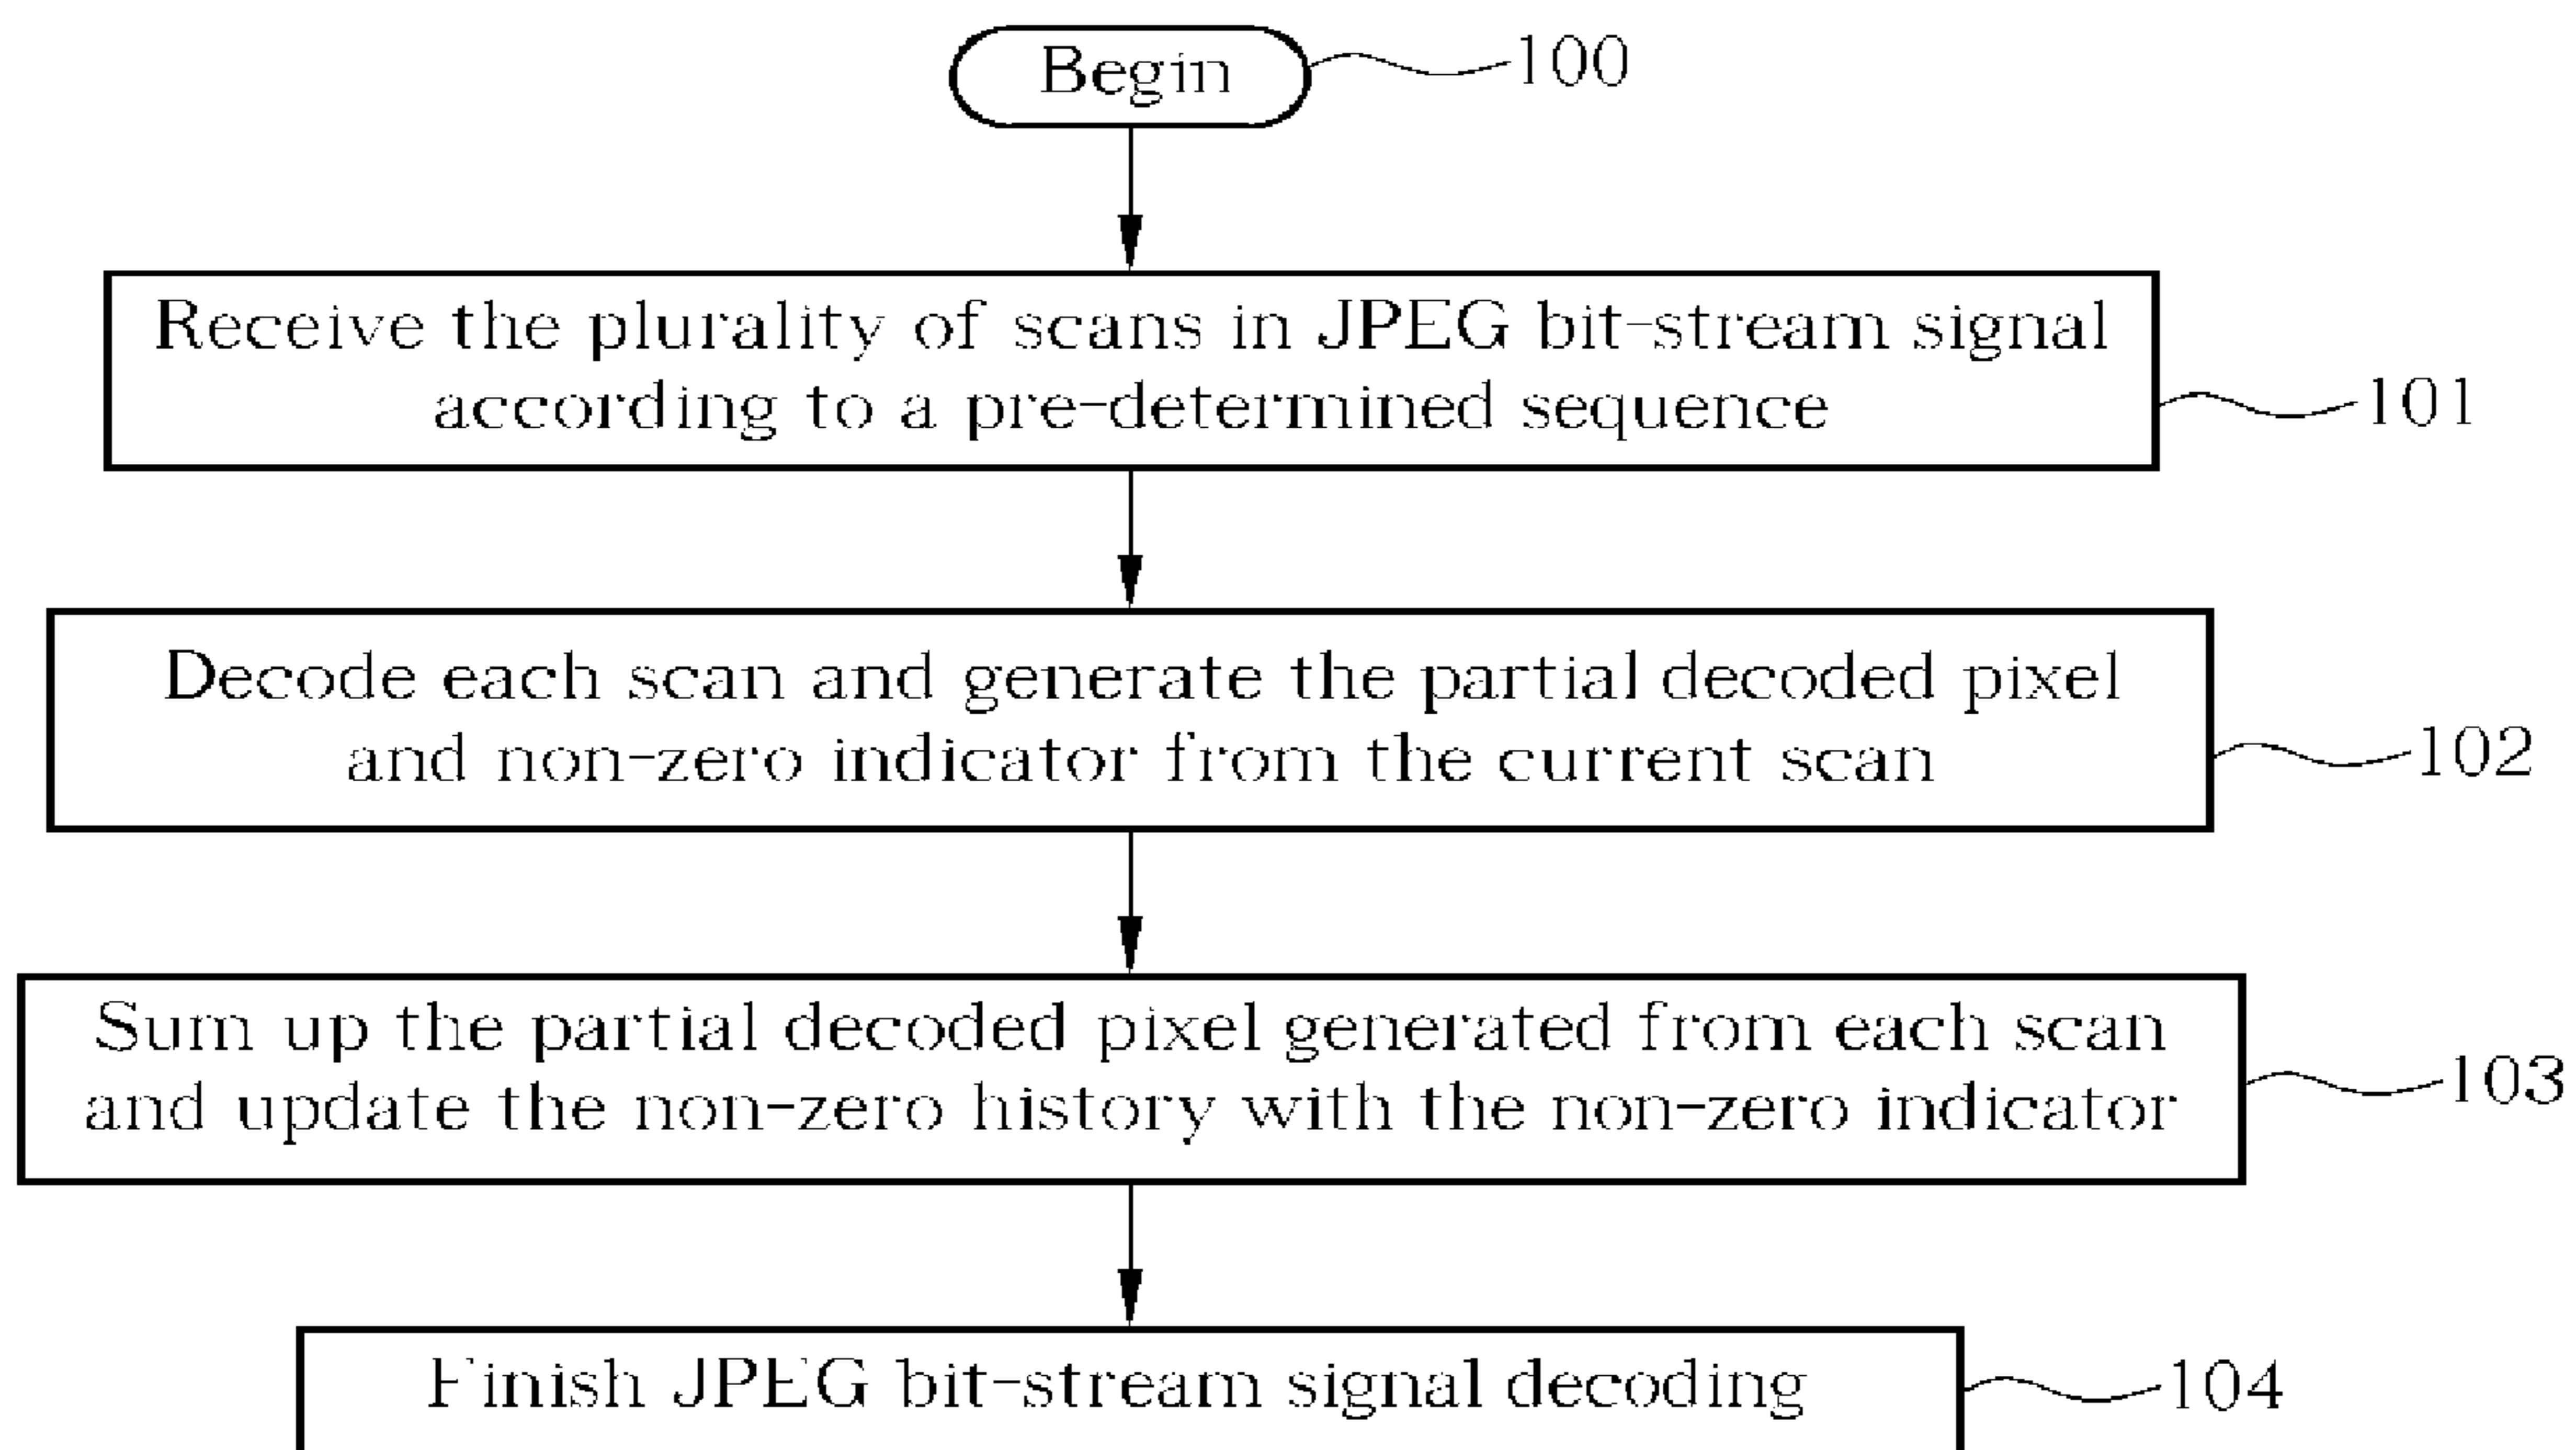 Begin
100
Receive the plurality of scans in JPEG bit-stream signal
according to a pre-determined sequence
101
Decode each scan and generate the partial decoded pixel
and non-zero indicator from the current scan
102
Sum up the partial decoded pixel generated from each scan
and update the non-zero history with the non-zero indicator
103
Finish JPEG bit-stream signal decoding
104